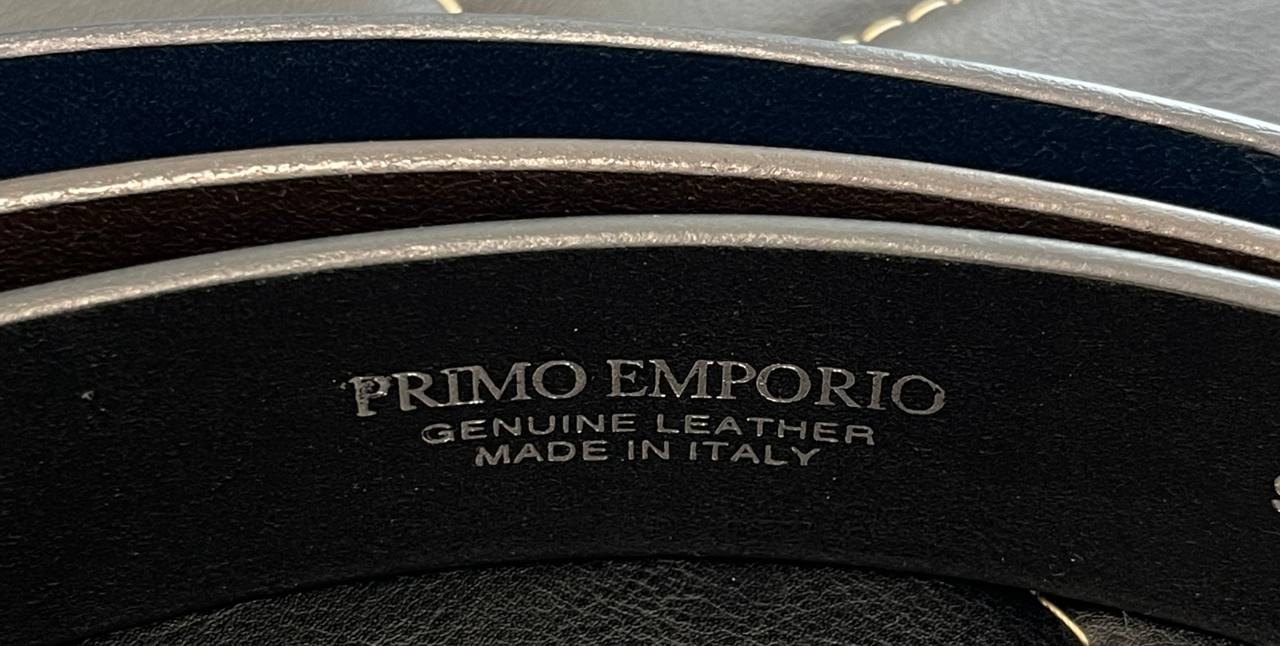 PRIMO EMPORIO
GENUINE LEATHER
MADE IN ITALY